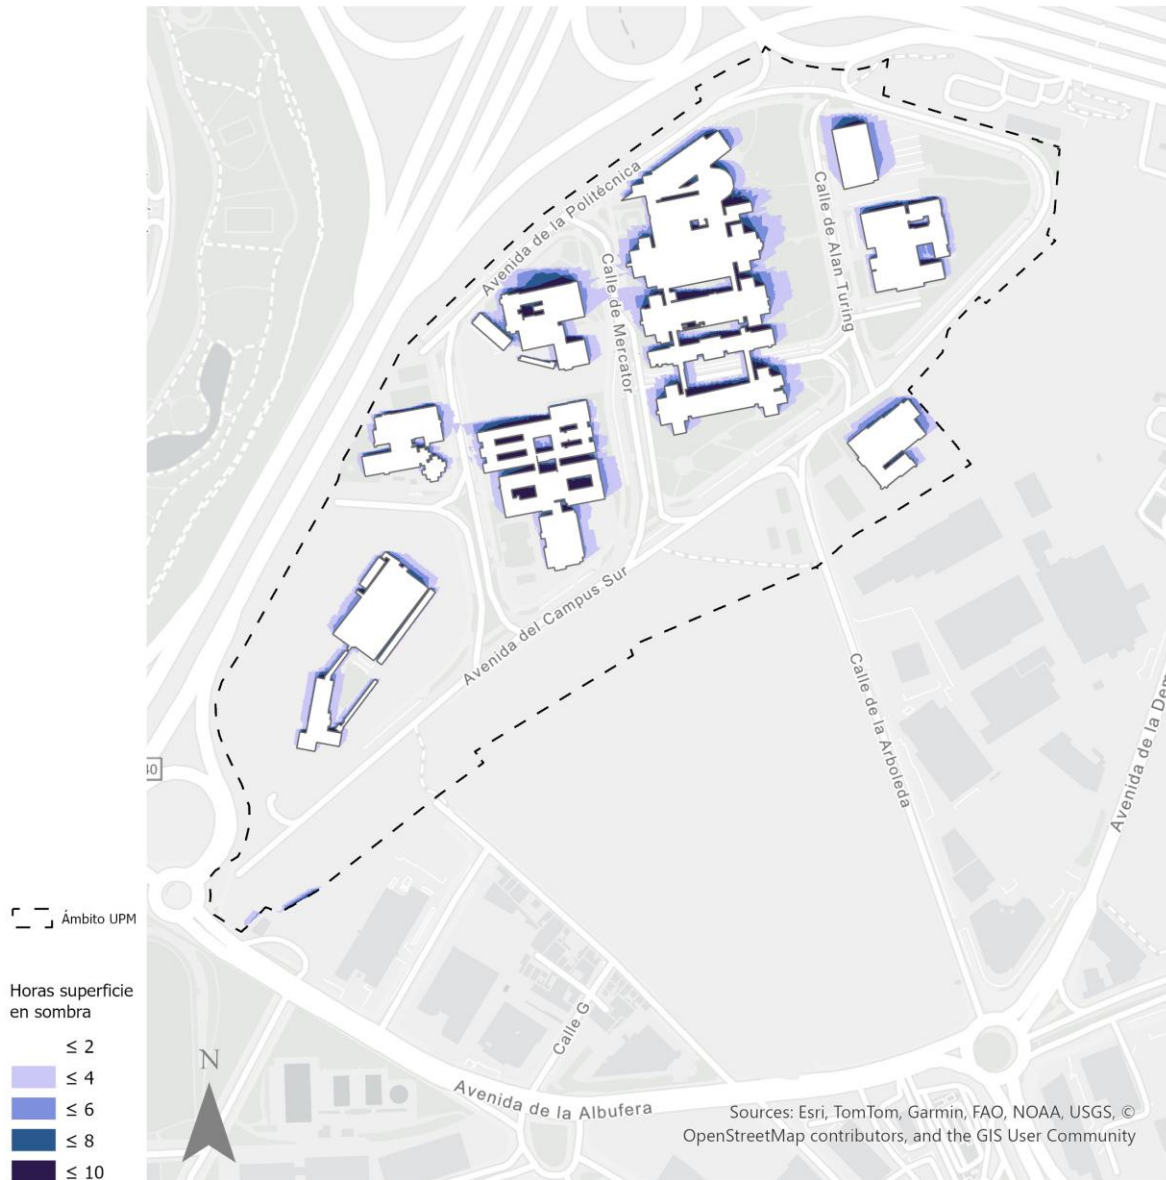 Avenida de la Politécnica
Calle de Mercator
Calle de Alan Turing
Avenida del Campus Sur
Calle de la Arboleda
Avenida de la Dem
Calle G
Avenida de la Albufera
Ámbito UPM
Horas superficie
en sombra
≤ 2
≤ 4
≤ 6
≤ 8
≤ 10
N
Sources: Esri, TomTom, Garmin, FAO, NOAA, USGS, ©
OpenStreetMap contributors, and the GIS User Community